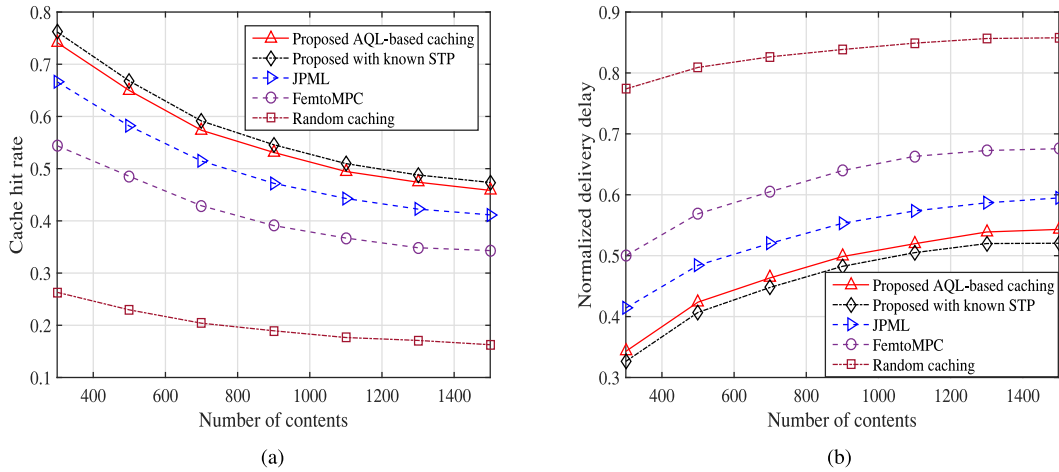 0.8
0.7
0.6
0.5
0.4
0.3
0.2
0.1
Cache hit rate
400 600 800 1000 1200 1400
Number of contents
Proposed AQL-based caching
Proposed with known STP
JPML
FemtoMPC
Random caching
(a)
0.9
0.8
0.7
0.6
0.5
0.4
0.3
Normalized delivery delay
400 600 800 1000 1200 1400
Number of contents
Proposed AQL-based caching
Proposed with known STP
JPML
FemtoMPC
Random caching
(b)